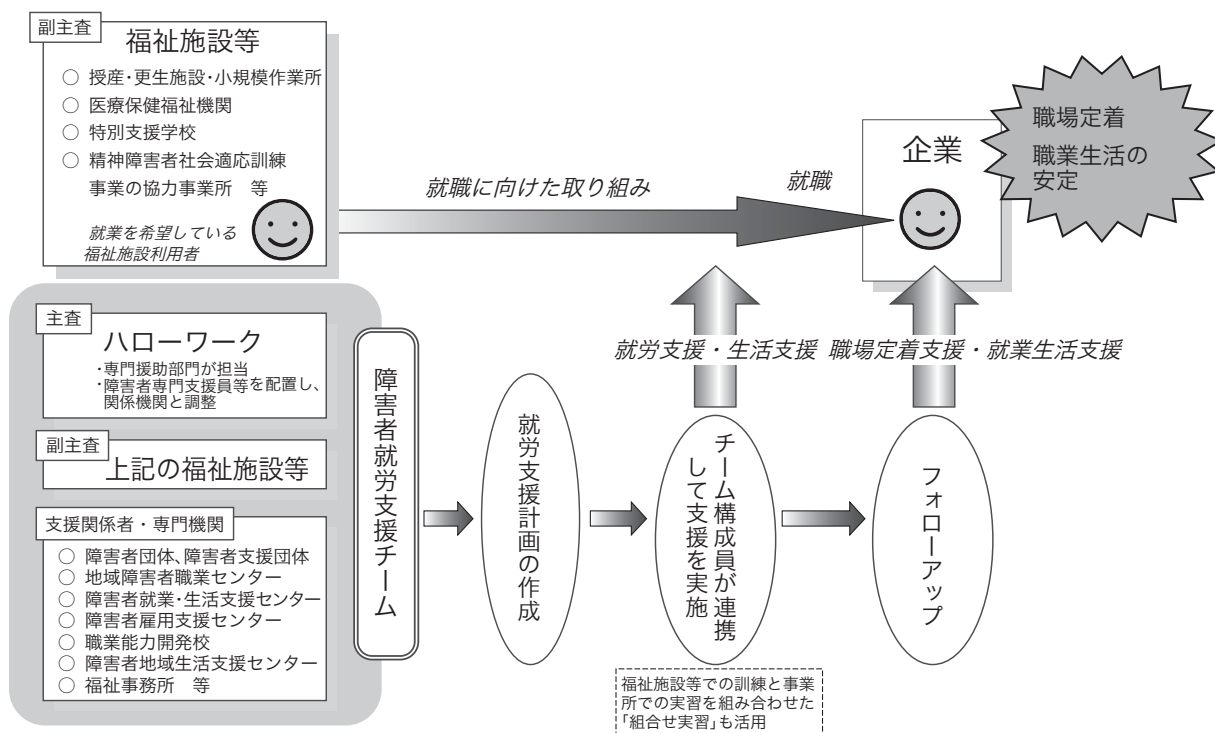 副主査
福祉施設等
○ 授産・更生施設・小規模作業所
○ 医療保健福祉機関
○ 特別支援学校
○ 精神障害者社会適応訓練
事業の協力事業所　等
就業を希望している
福祉施設利用者
就職に向けた取り組み
就職
企業
職場定着
職業生活の
安定
主査
ハローワーク
・専門援助部門が担当
・障害者専門支援員等を配置し、
関係機関と調整
副主査
上記の福祉施設等
支援関係者・専門機関
○ 障害者団体、障害者支援団体
○ 地域障害者職業センター
○ 障害者就業・生活支援センター
○ 障害者雇用支援センター
○ 職業能力開発校
○ 障害者地域生活支援センター
○ 福祉事務所　等
障害者就労支援チーム
就労支援計画の作成
就労支援・生活支援
チーム構成員が連携
して支援を実施
福祉施設等での訓練と事業
所での実習を組み合わせた
「組合せ実習」も活用
職場定着支援・就業生活支援
フォローアップ